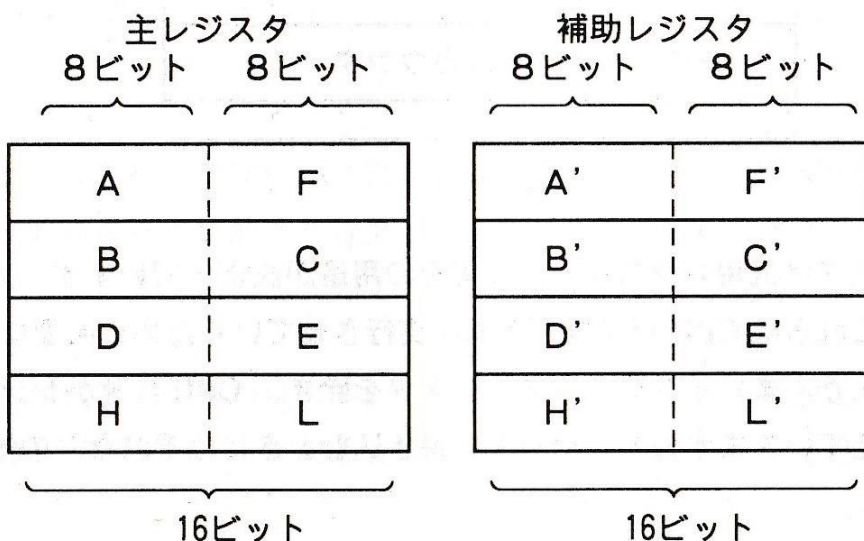 主レジスタ
8ビット 8ビット
A F
B C
D E
H L
16ビット
補助レジスタ
8ビット 8ビット
A' F'
B' C'
D' E'
H' L'
16ビット